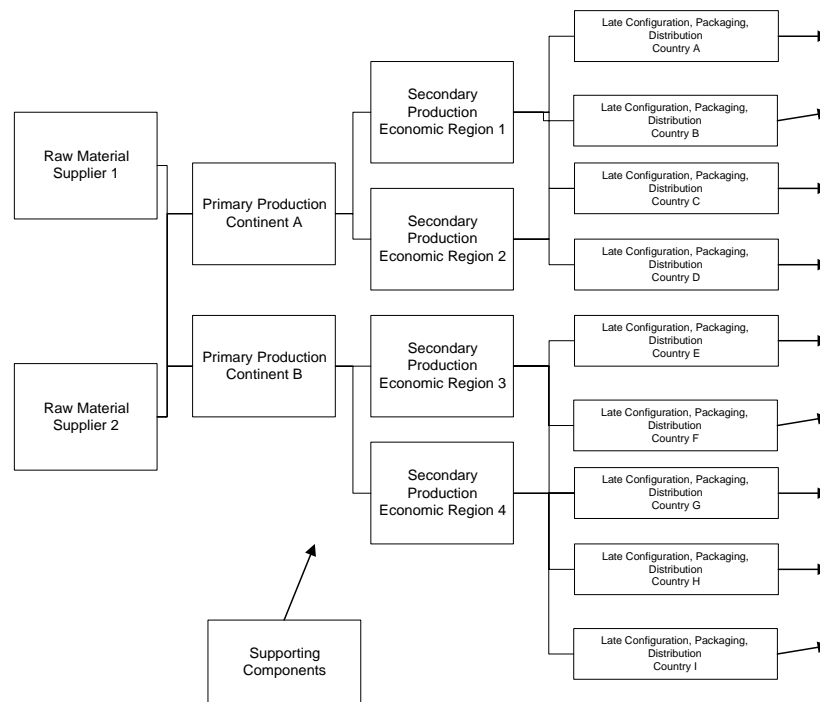 Raw Material
Supplier 1
Raw Material
Supplier 2
Primary Production
Continent A
Primary Production
Continent B
Secondary
Production
Economic Region 1
Secondary
Production
Economic Region 2
Secondary
Production
Economic Region 3
Secondary
Production
Economic Region 4
Late Configuration, Packaging,
Distribution
Country A
Late Configuration, Packaging,
Distribution
Country B
Late Configuration, Packaging,
Distribution
Country C
Late Configuration, Packaging,
Distribution
Country D
Late Configuration, Packaging,
Distribution
Country E
Late Configuration, Packaging,
Distribution
Country F
Late Configuration, Packaging,
Distribution
Country G
Late Configuration, Packaging,
Distribution
Country H
Late Configuration, Packaging,
Distribution
Country I
Supporting
Components